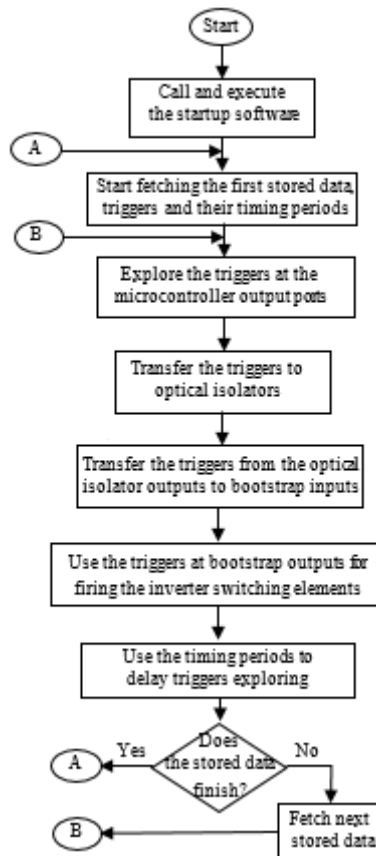 Start
Call and execute
the startup software
A
Start fetching the first stored data,
triggers and their timing periods
B
Explore the triggers at the
microcontroller output ports
Transfer the triggers to
optical isolators
Transfer the triggers from the optical
isolator outputs to bootstrap inputs
Use the triggers at bootstrap outputs for
firing the inverter switching elements
Use the timing periods to
delay triggers exploring
Does
the stored data
finish?
Yes
No
A
Fetch next
stored data
B